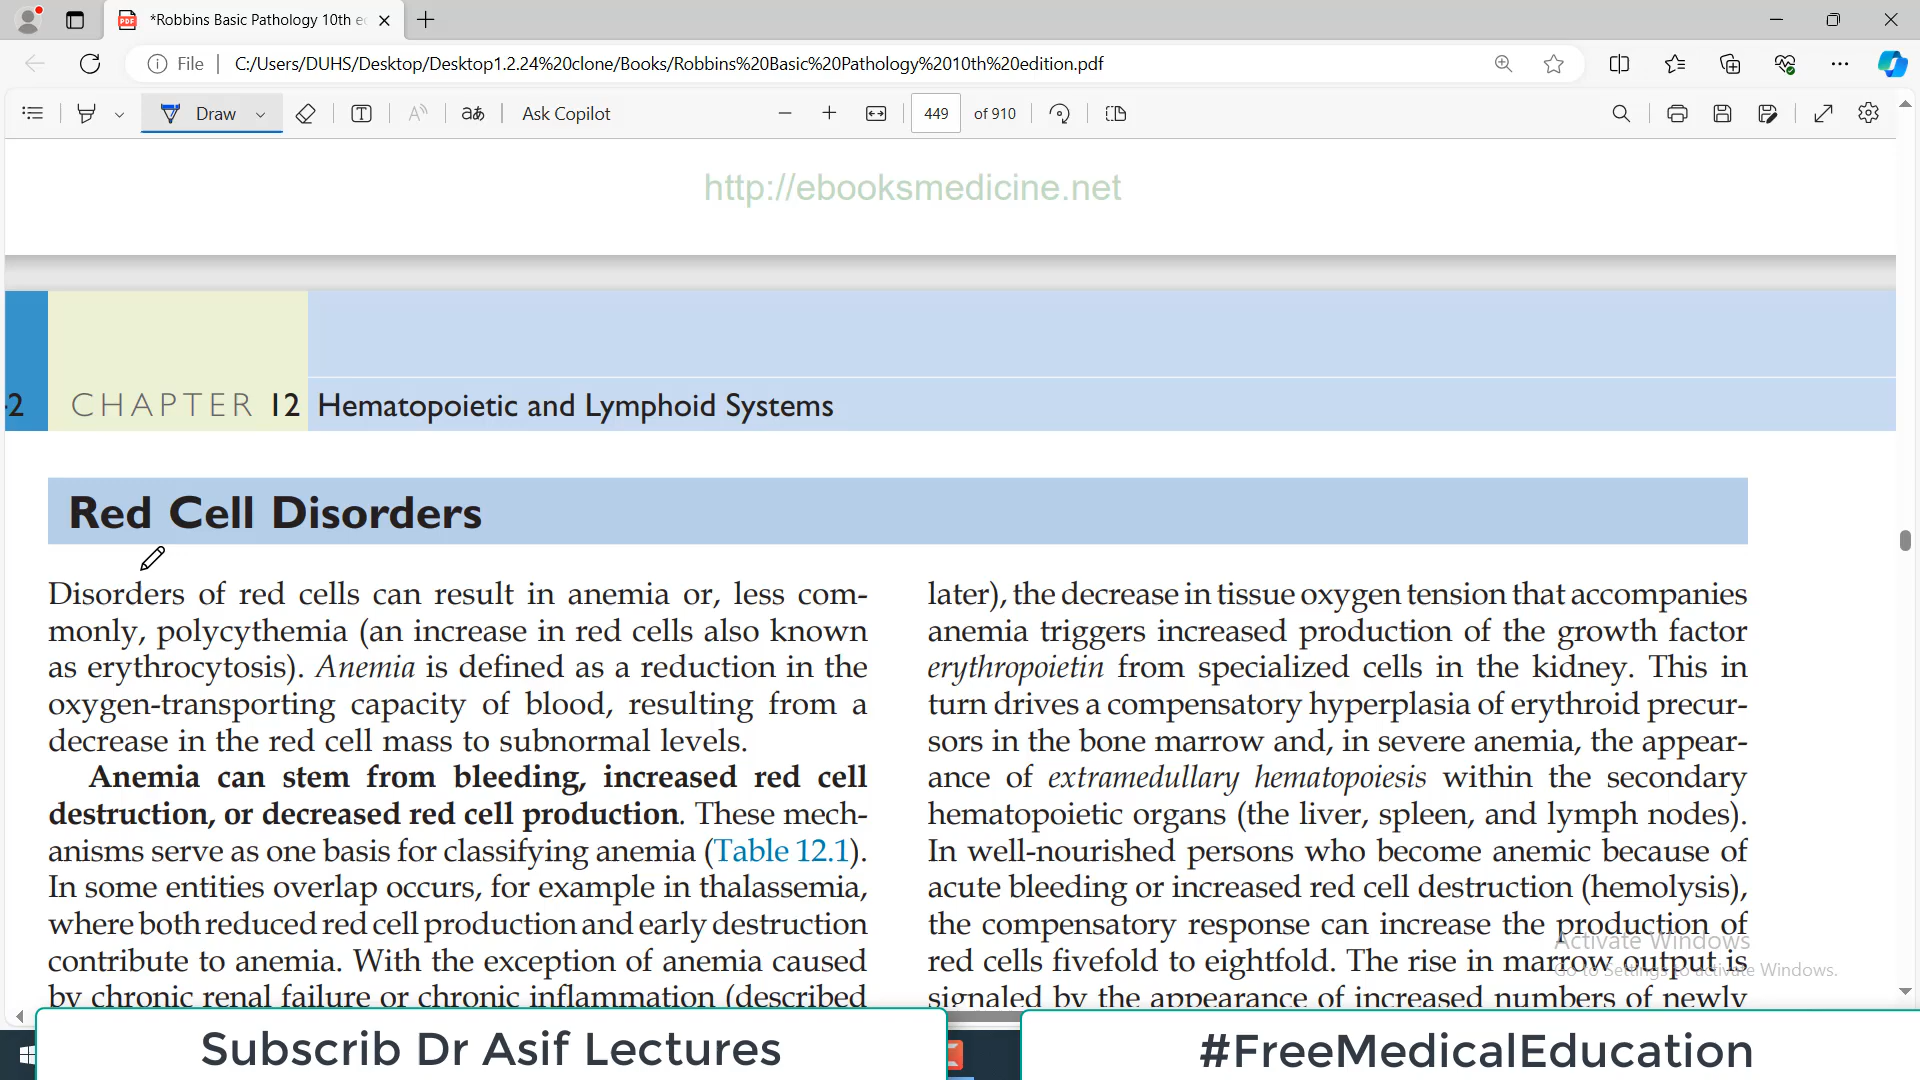 *Robbins Basic Pathology 10th e
File
C:/Users/DUHS/Desktop/Desktop1.2.24%20clone/Books/Robbins%20Basic%20Pathology%2010th%20edition.pdf
Draw
aあ
Ask Copilot
449 of 910
http://ebooksmedicine.net
CHAPTER 12 Hematopoietic and Lymphoid Systems
Red Cell Disorders
Disorders of red cells can result in anemia or, less com-
monly, polycythemia (an increase in red cells also known
as erythrocytosis). Anemia is defined as a reduction in the
oxygen-transporting capacity of blood, resulting from a
decrease in the red cell mass to subnormal levels.
Anemia can stem from bleeding, increased red cell
destruction, or decreased red cell production. These mech-
anisms serve as one basis for classifying anemia (Table 12.1).
In some entities overlap occurs, for example in thalassemia,
where both reduced red cell production and early destruction
contribute to anemia. With the exception of anemia caused
by chronic renal failure or chronic inflammation (described
later), the decrease in tissue oxygen tension that accompanies
anemia triggers increased production of the growth factor
erythropoietin from specialized cells in the kidney. This in
turn drives a compensatory hyperplasia of erythroid precur-
sors in the bone marrow and, in severe anemia, the appear-
ance of extramedullary hematopoiesis within the secondary
hematopoietic organs (the liver, spleen, and lymph nodes).
In well-nourished persons who become anemic because of
acute bleeding or increased red cell destruction (hemolysis),
the compensatory response can increase the production of
red cells fivefold to eightfold. The rise in marrow output is
signaled by the appearance of increased numbers of newly
Activate Windows
Go to Settings to activate Windows.
Subscrib Dr Asif Lectures
#FreeMedicalEducation